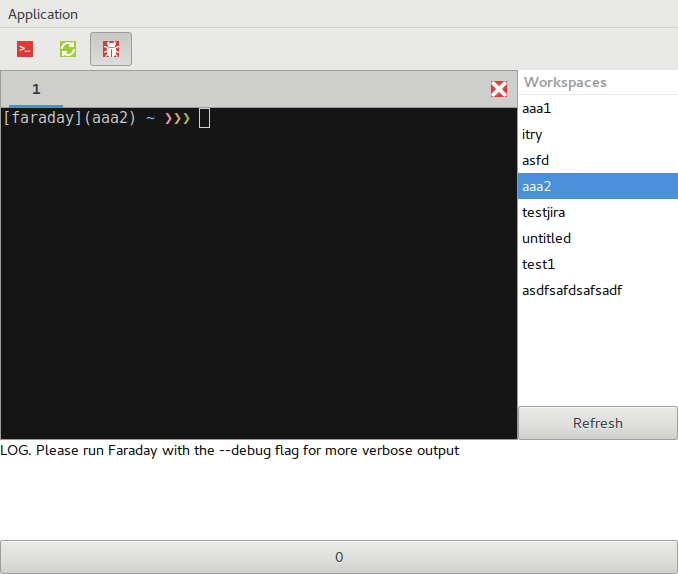 Application
1
[faraday](aaa2) ~ ❯❯❯
Workspaces
aaa1
itry
asfd
aaa2
testjira
untitled
test1
asdfsafdsafsadf
Refresh
LOG. Please run Faraday with the --debug flag for more verbose output
0